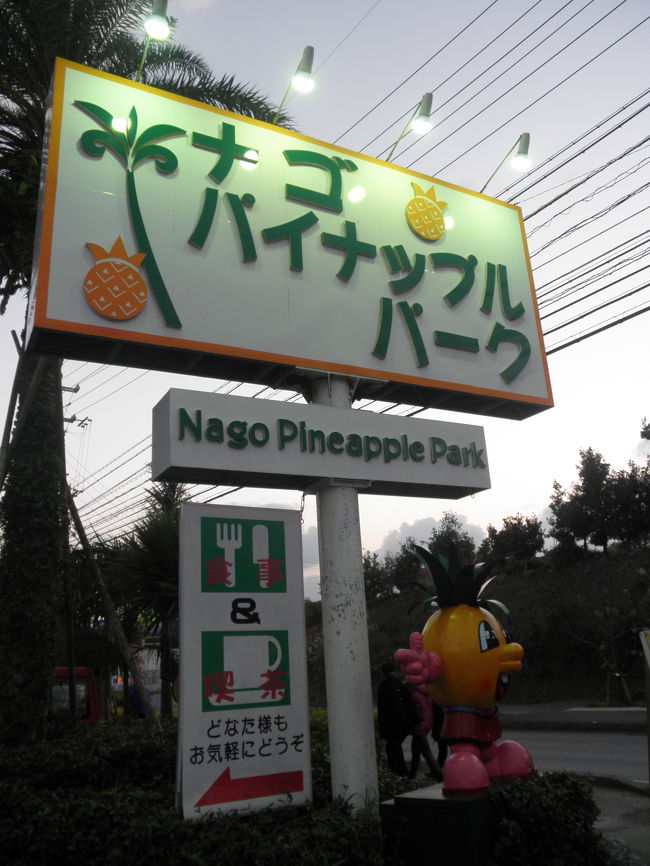 ナゴ
パイナップル
パーク
Nago Pineapple Park
食事
&
喫茶
どなた様も
お気軽にどうぞ